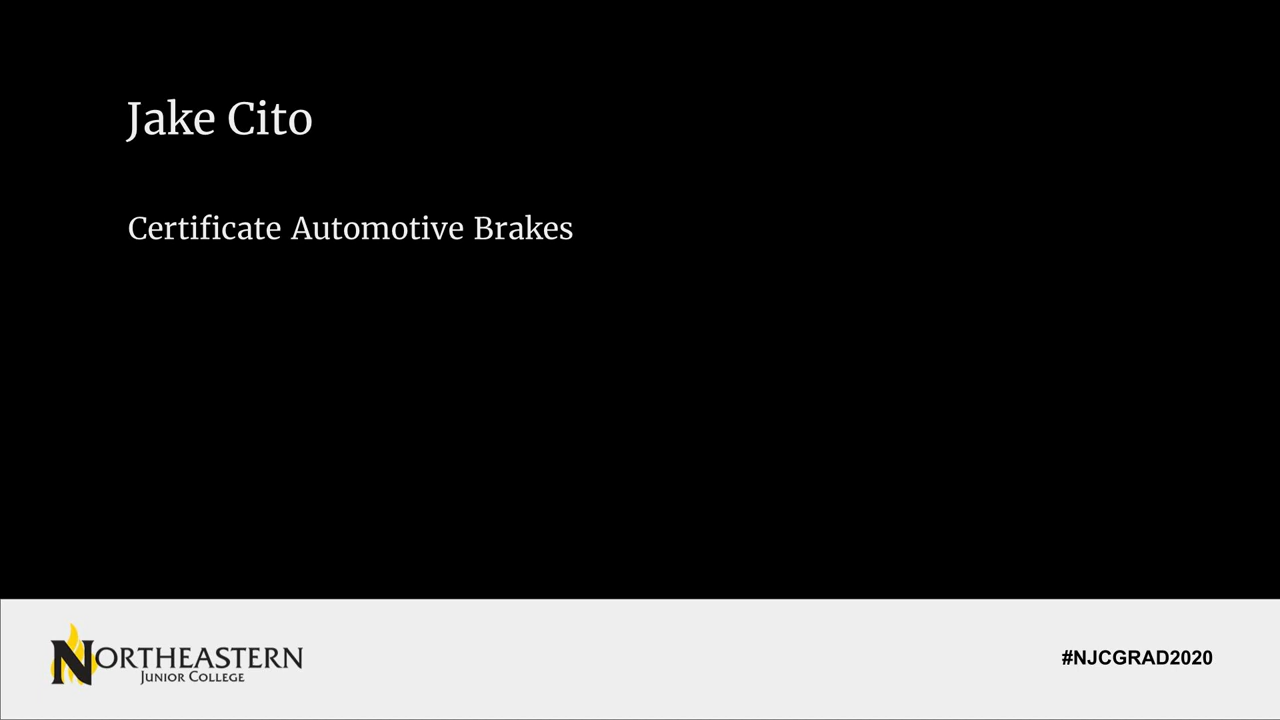 Jake Cito
Certificate Automotive Brakes
NORTHEASTERN
JUNIOR COLLEGE
#NJCGRAD2020